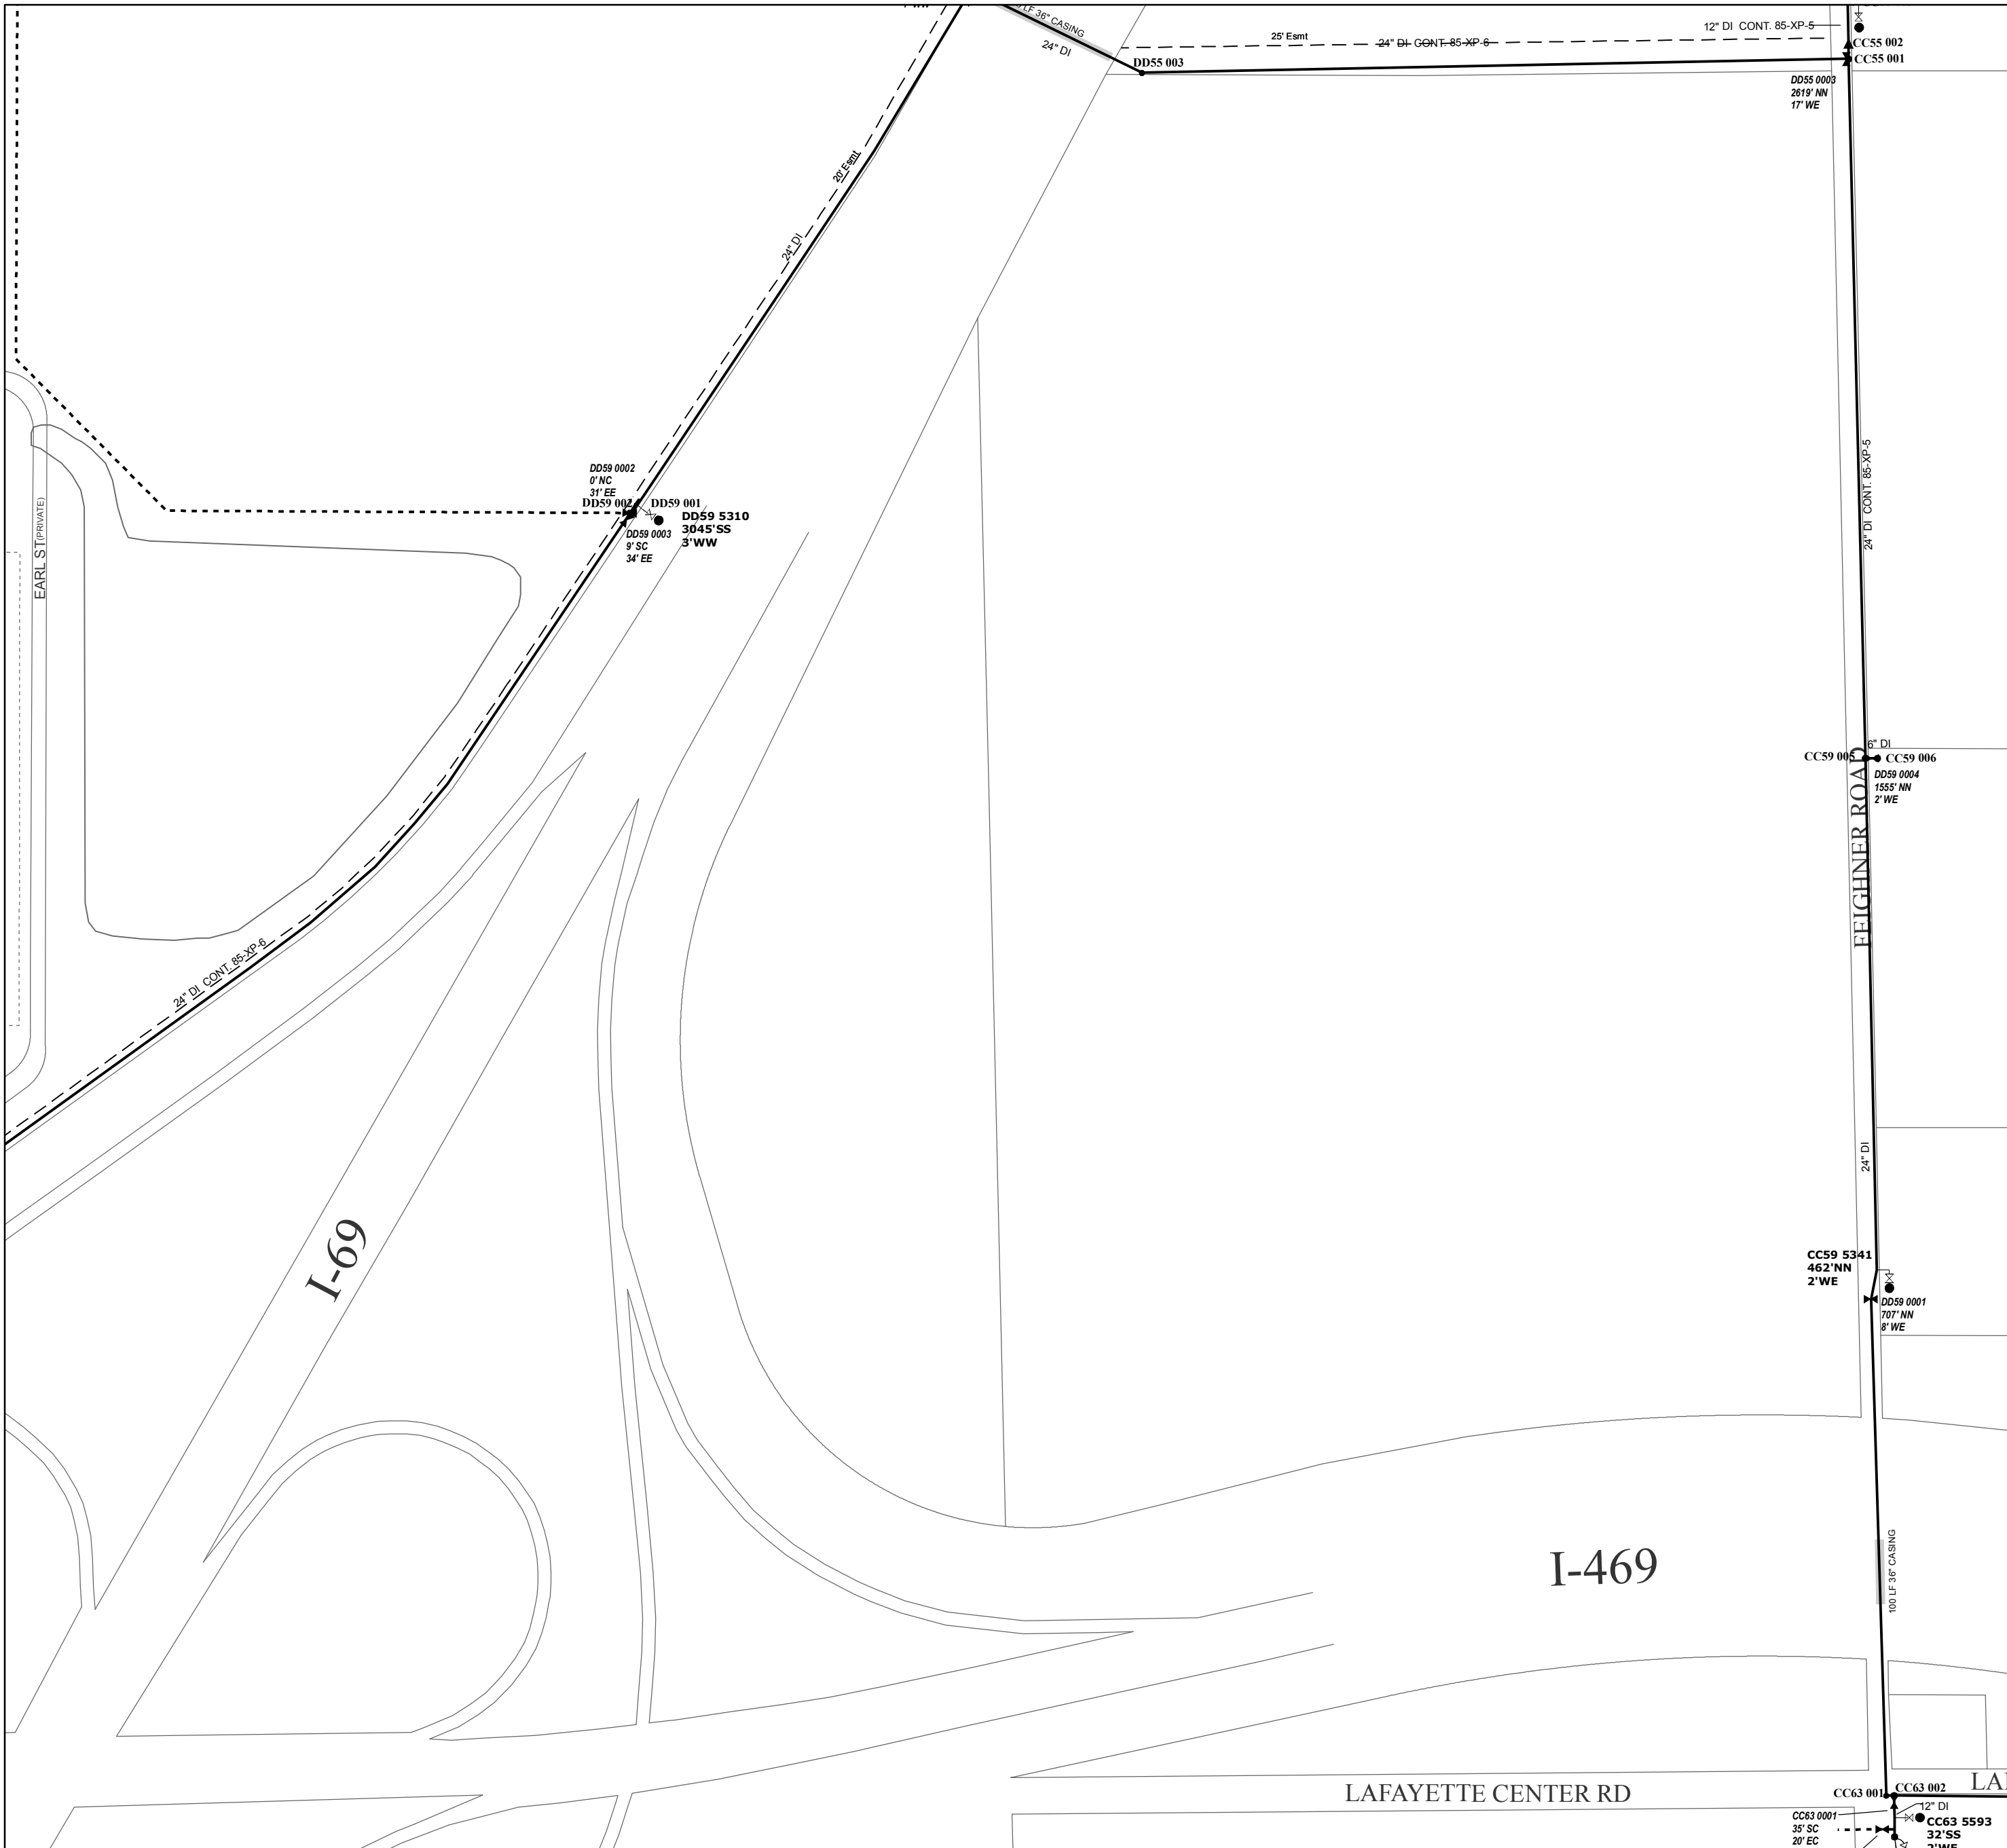 LF 36" CASING
24" DI
25' Esmt
24" DI CONT. 85-XP-6
12" DI CONT. 85-XP-5
CC55 002
CC55 001
DD55 003
DD55 0003
2619' NN
17' WE
20' Esmt
24" DI
DD59 0002
0' NC
31' EE
DD59 002
DD59 001
DD59 5310
3045'SS
3'WW
DD59 0003
9' SC
34' EE
EARL ST (PRIVATE)
24" DI CONT. 85-XP-5
6" DI
CC59 005
CC59 006
DD59 0004
1555' NN
2' WE
FEIGHNER ROAD
24" DI CONT. 85-XP-6
24" DI
I-69
CC59 5341
462'NN
2'WE
DD59 0001
707' NN
8' WE
I-469
100 LF 36" CASING
LAFAYETTE CENTER RD
CC63 001
CC63 002
12" DI
CC63 0001
35' SC
20' EC
CC63 5593
32'SS
2'WE